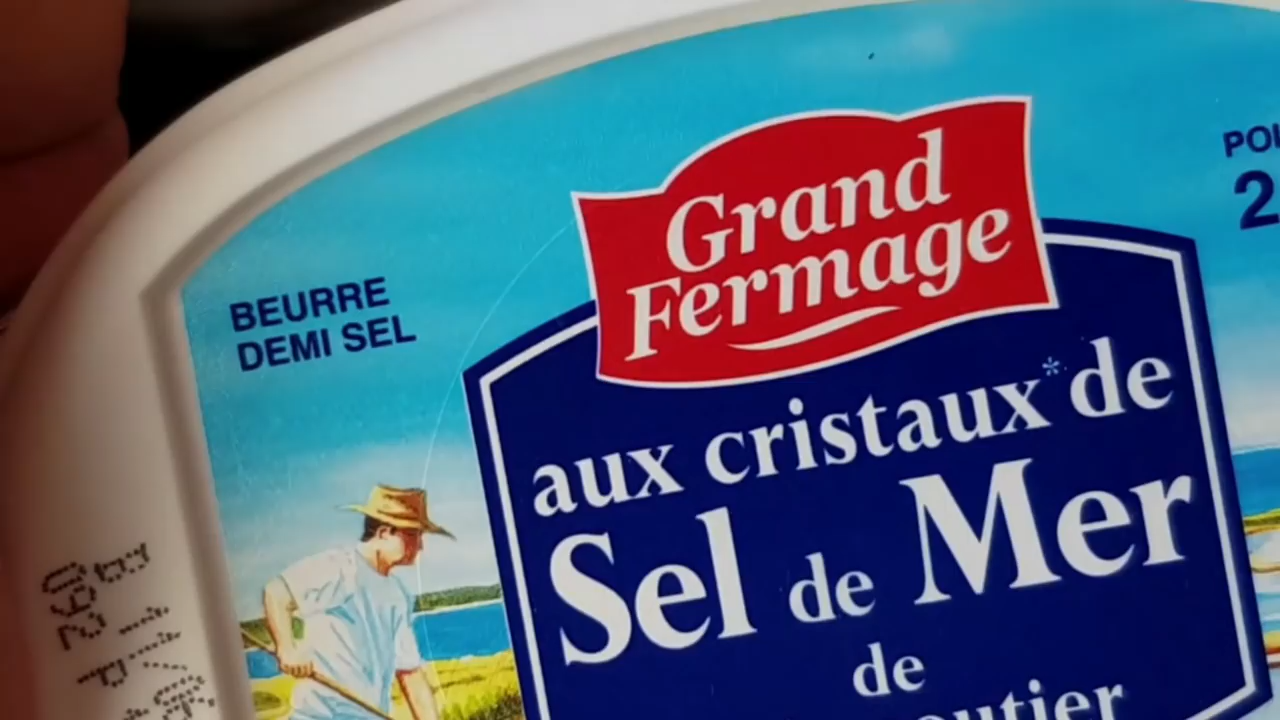 Grand
Fermage
BEURRE
DEMI SEL
aux cristaux* de
Sel de Mer
de